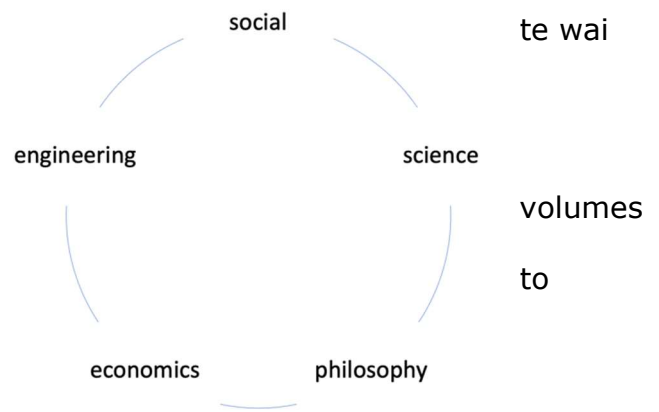 social
te wai
engineering
science
volumes
to
economics
philosophy